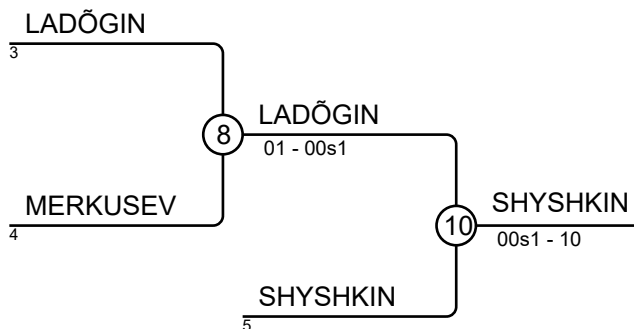 LADÕGIN
3
8
LADÕGIN
01 - 00s1
MERKUSEV
4
10
SHYSHKIN
00s1 - 10
SHYSHKIN
5